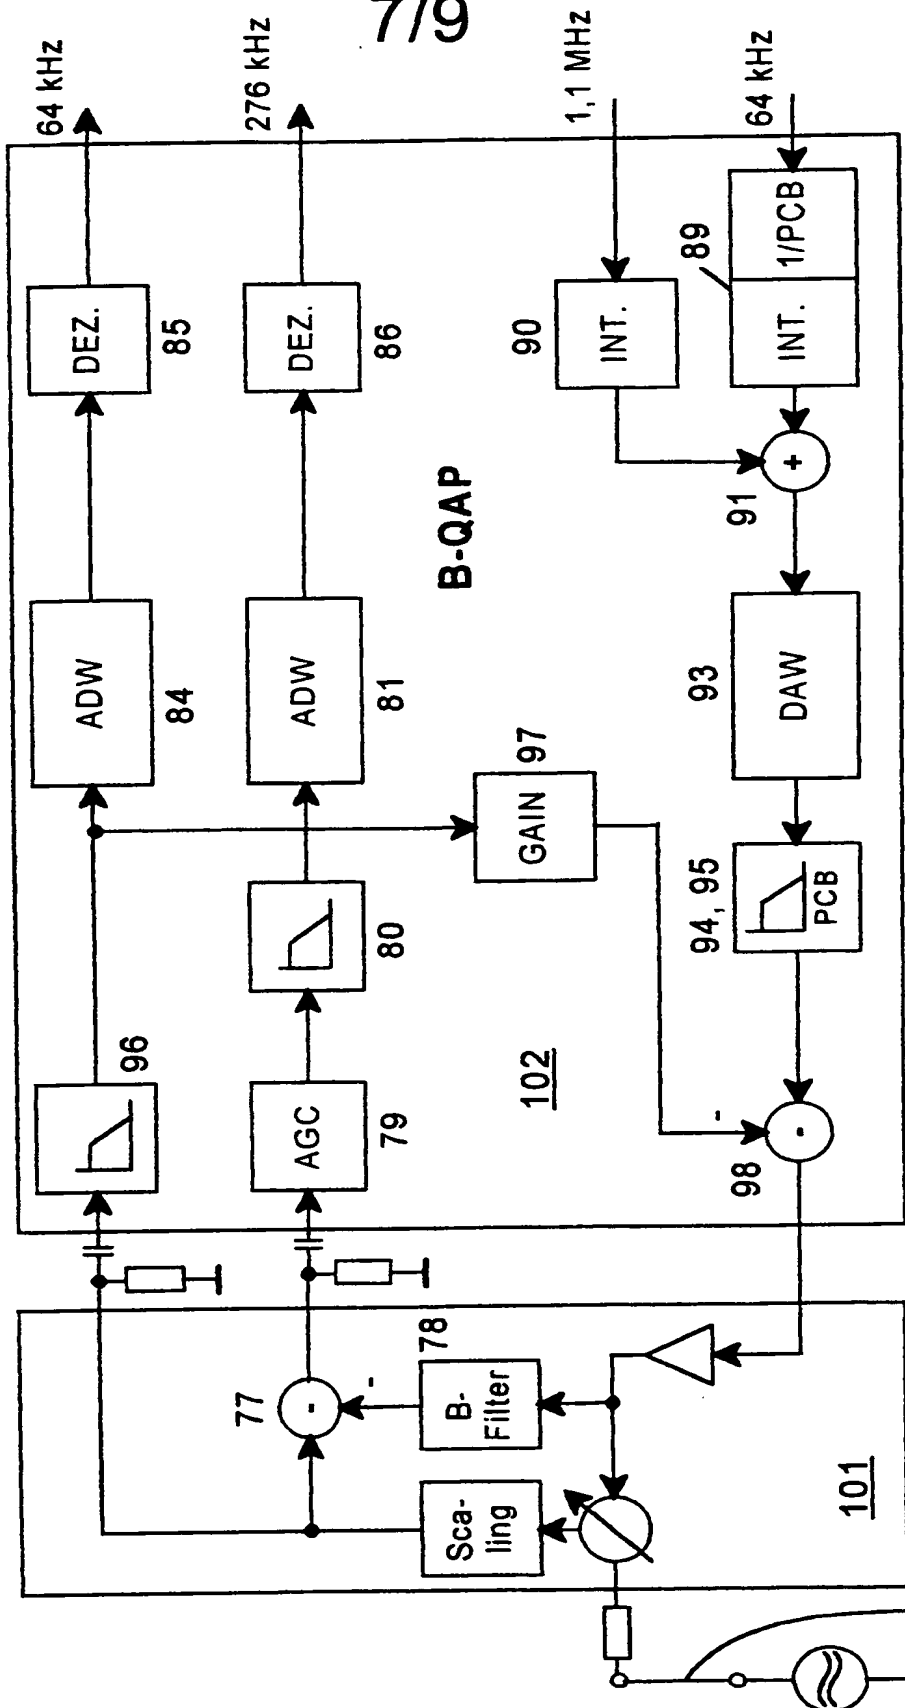 7/9
64 kHz
276 kHz
1,1 MHz
64 kHz
DEZ.
85
DEZ.
86
90
INT.
89
INT.
1/PCB
ADW
84
ADW
81
B-QAP
91
+
93
DAW
GAIN
97
94, 95
PCB
80
96
AGC
79
102
-
98
-
77
-
-
78
B-
Filter
Sca-
ling
101